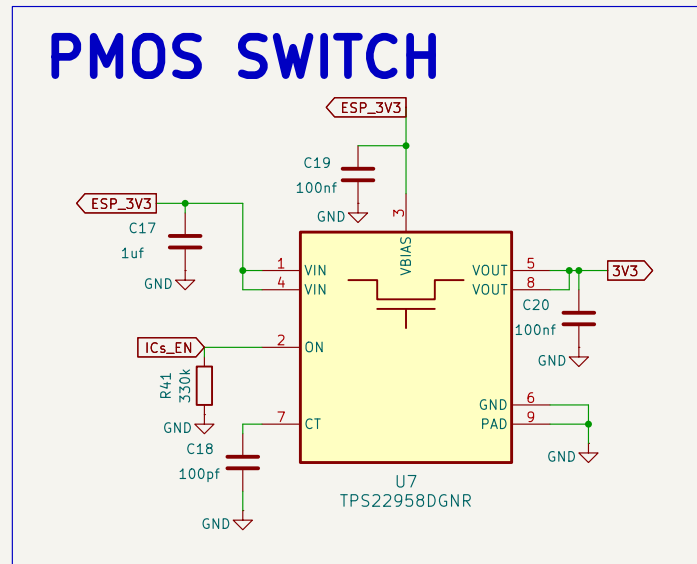 PMOS SWITCH
ESP_3V3
C19
100nf
GND
3
ESP_3V3
C17
1uf
GND
VBIAS
1
VIN
4
VIN
VOUT
5
VOUT
8
3V3
C20
100nf
GND
ICs_EN
2
ON
R41
330k
GND
7
CT
C18
100pf
GND
GND
6
PAD
9
GND
U7
TPS22958DGNR